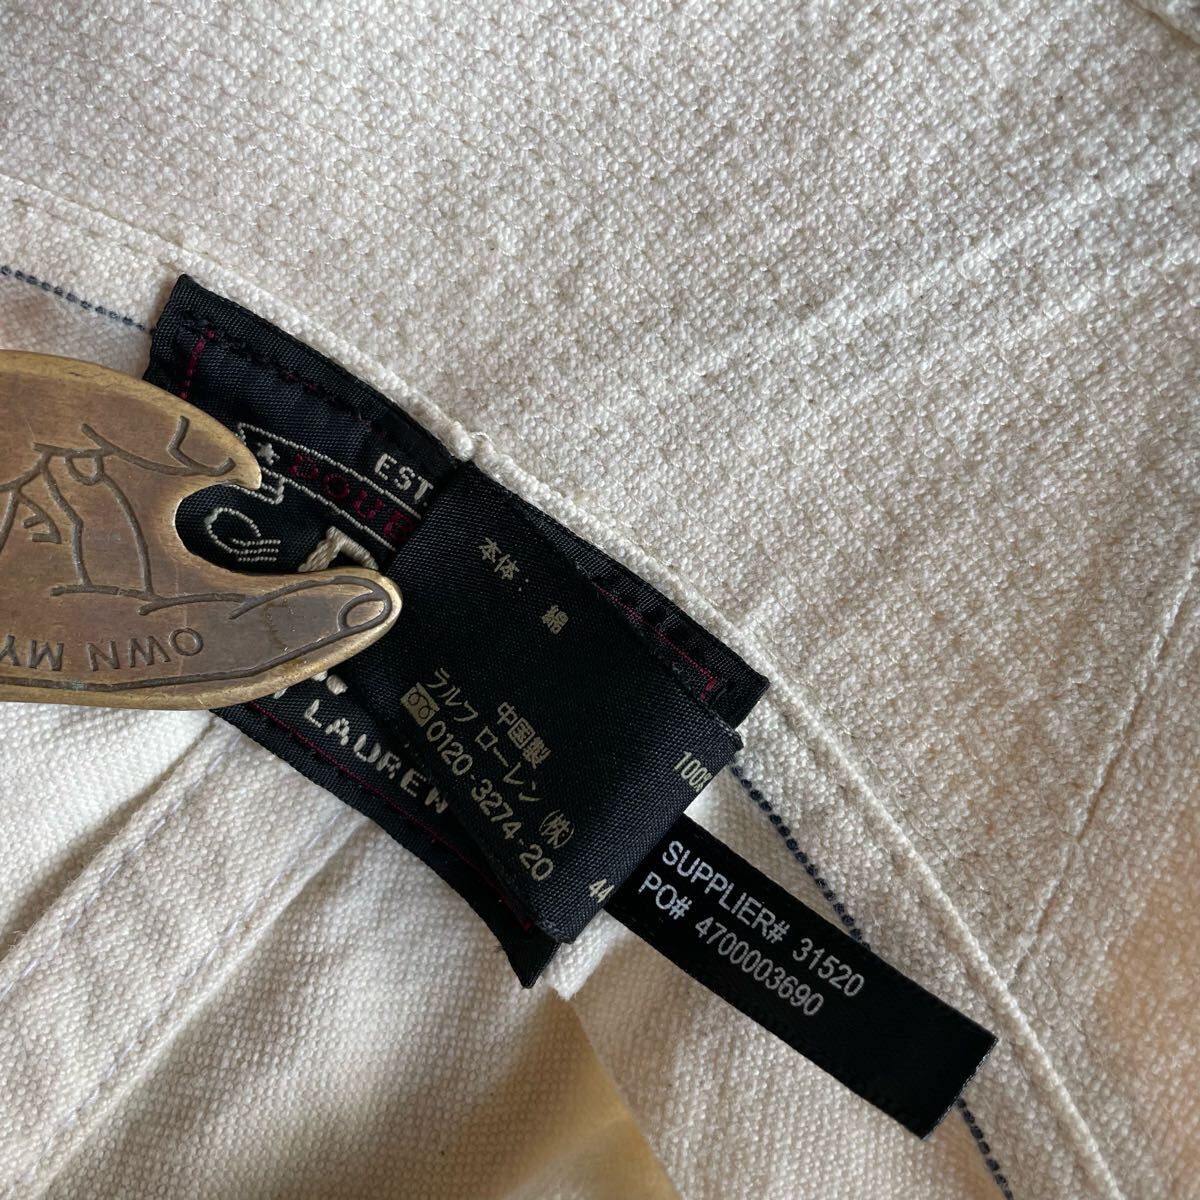 EST.
DOUB
LAUREN
OWN MY
本体: 綿
100%
中国製
ラルフ ローレン (株)
0120-3274-20
44
SUPPLIER# 31520
PO# 4700003690